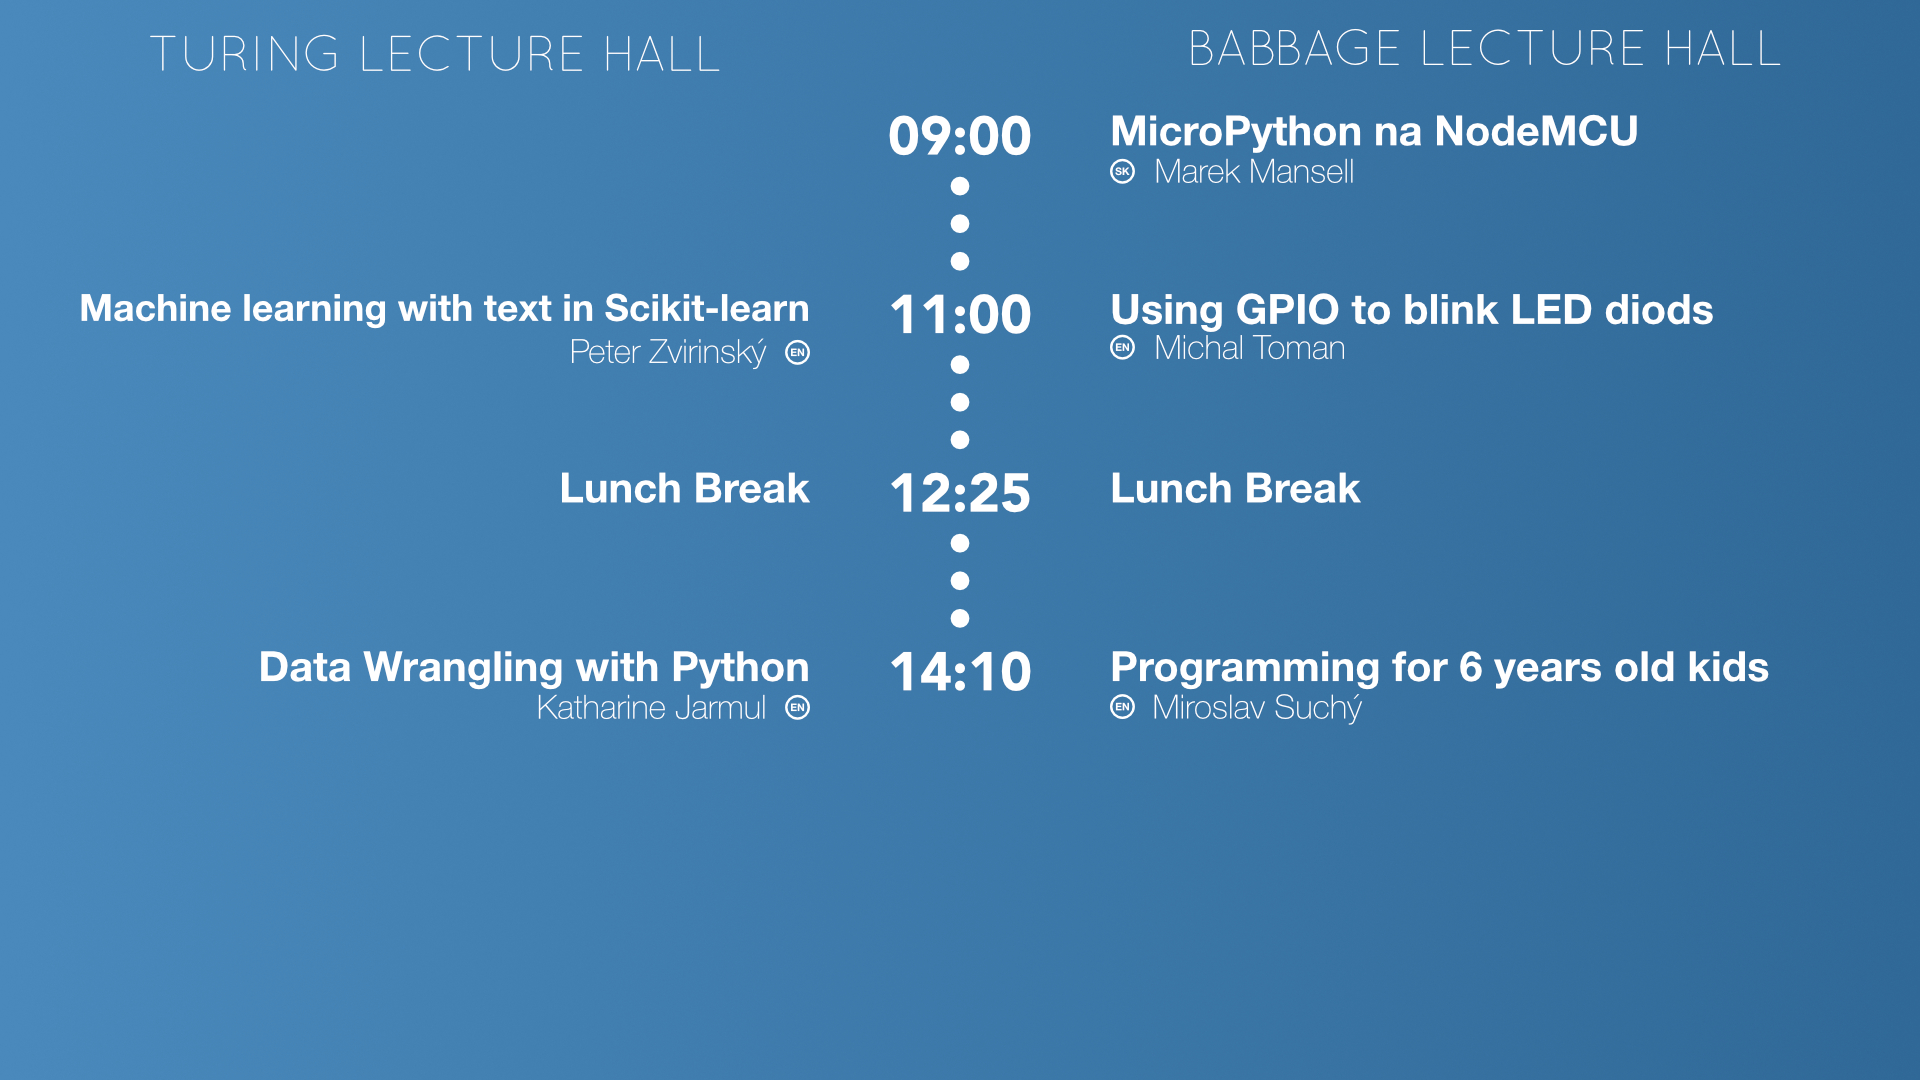 TURING LECTURE HALL
BABBAGE LECTURE HALL
09:00
MicroPython na NodeMCU
SK Marek Mansell
Machine learning with text in Scikit-learn
Peter Zvirinský EN
11:00
Using GPIO to blink LED diods
EN Michal Toman
Lunch Break
12:25
Lunch Break
Data Wrangling with Python
Katharine Jarmul EN
14:10
Programming for 6 years old kids
EN Miroslav Suchý